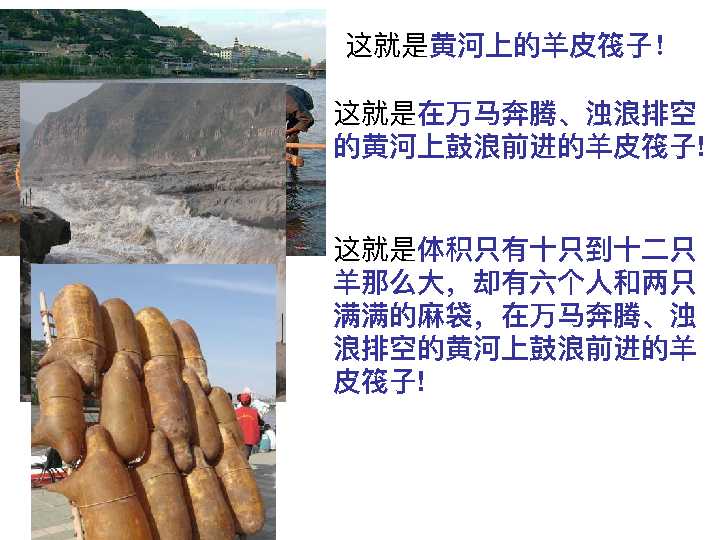 这就是黄河上的羊皮筏子！
这就是在万马奔腾、浊浪排空
的黄河上鼓浪前进的羊皮筏子!
这就是体积只有十只到十二只
羊那么大，却有六个人和两只
满满的麻袋，在万马奔腾、浊
浪排空的黄河上鼓浪前进的羊
皮筏子!